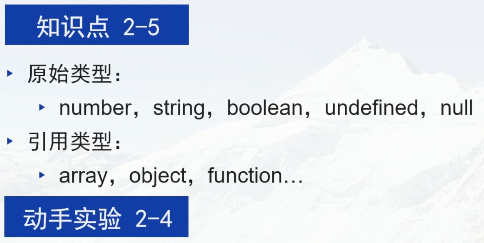 知识点 2-5
原始类型：
number，string，boolean，undefined，null
引用类型：
array，object，function…
动手实验 2-4